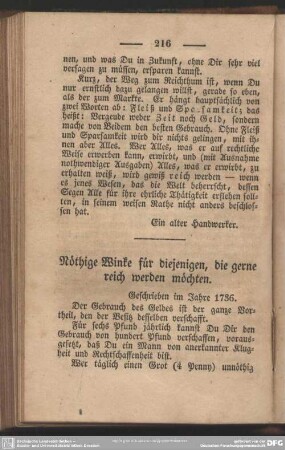 216
nen, und was Du in Zukunft, ohne Dir sehr viel
versagen zu müssen, ersparen kannst.
Kurz, der Weg zum Reichthum ist, wenn Du
nur ernstlich dazu gelangen willst, gerade so eben,
als der zum Markte. Er hängt hauptsächlich von
zwei Worten ab: Fleiß und Sparsamkeit; das
heißt: Vergeude weder Zeit noch Geld, sondern
mache von Beidem den besten Gebrauch. Ohne Fleiß
und Sparsamkeit wird dir nichts gelingen, mit ih-
nen aber Alles. Wer Alles, was er auf rechtliche
Weise erwerben kann, erwirbt, und (mit Ausnahme
nothwendiger Ausgaben) Alles, was er erwirbt, zu
erhalten weiß, wird gewiß reich werden — wenn
es jenes Wesen, das die Welt beherrscht, dessen
Segen Alle für ihre ehrliche Thätigkeit erflehen soll-
ten, in seinem weisen Rathe nicht anders beschlos-
sen hat.
Ein alter Handwerker.
Nöthige Winke für diejenigen, die gerne
reich werden möchten.
Geschrieben im Jahre 1736.
Der Gebrauch des Geldes ist der ganze Vor-
theil, den der Besitz desselben verschafft.
Für sechs Pfund jährlich kannst Du Dir den
Gebrauch von hundert Pfund verschaffen, voraus-
gesetzt, daß Du ein Mann von anerkannter Klug-
heit und Rechtschaffenheit bist.
Wer täglich einen Grot (4 Penny) unnöthig